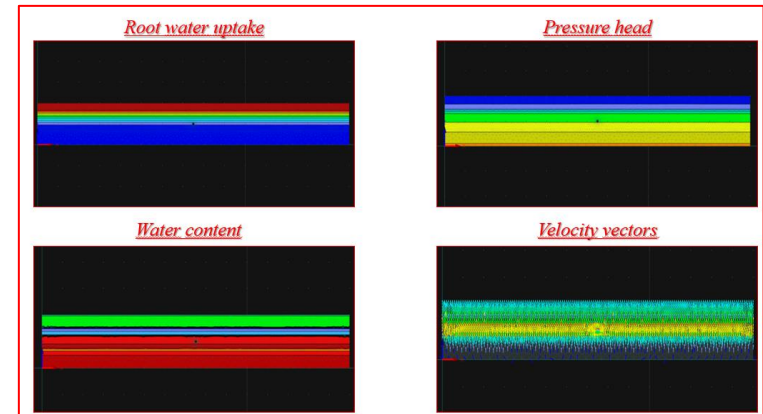 Root water uptake
Pressure head
Water content
Velocity vectors